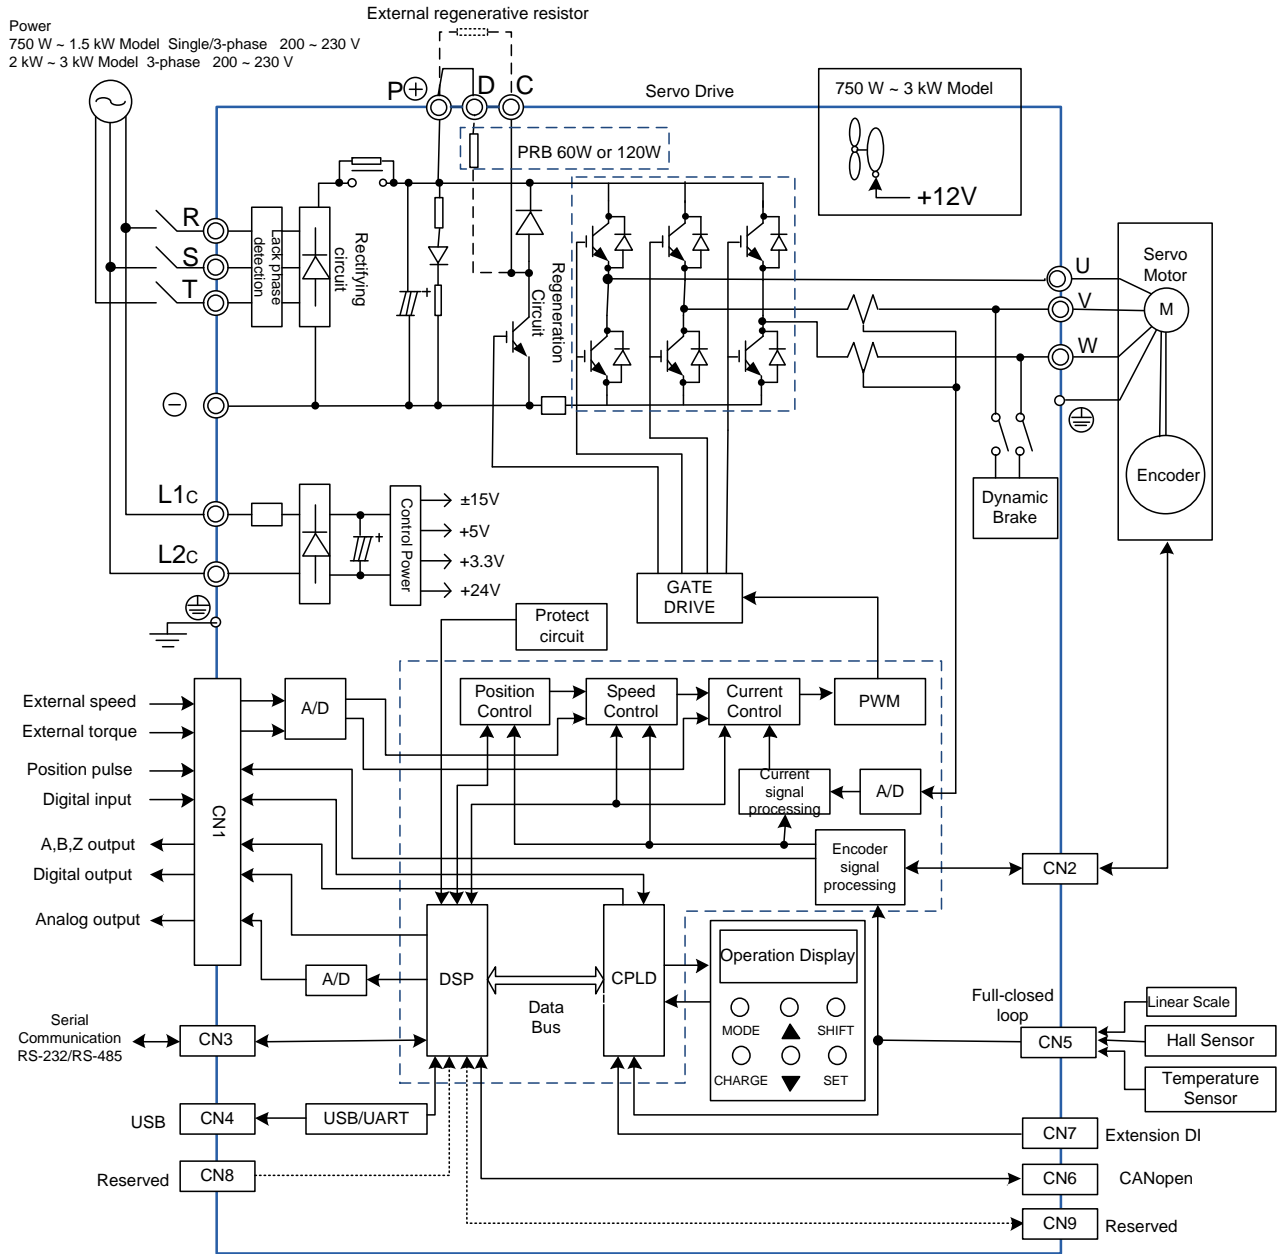 External regenerative resistor
Power
750 W ~ 1.5 kW Model Single/3-phase 200 ~ 230 V
2 kW ~ 3 kW Model 3-phase 200 ~ 230 V
P
D
C
Servo Drive
750 W ~ 3 kW Model
+12V
PRB 60W or 120W
R
S
T
Lack phase
detection
Rectifying
circuit
+
Regeneration
Circuit
U
V
W
Servo
Motor
M
Encoder
Dynamic
Brake
L1C
L2C
+
Control Power
±15V
+5V
+3.3V
+24V
GATE
DRIVE
Protect
circuit
External speed
External torque
Position pulse
Digital input
A,B,Z output
Digital output
Analog output
CN1
A/D
Position
Control
Speed
Control
Current
Control
PWM
Current
signal
processing
A/D
Encoder
signal
processing
CN2
A/D
DSP
Data
Bus
CPLD
Operation Display
MODE
SHIFT
CHARGE
SET
Full-closed
loop
CN5
Linear Scale
Hall Sensor
Temperature
Sensor
Serial
Communication
RS-232/RS-485
CN3
USB
CN4
USB/UART
Reserved
CN8
CN7
Extension DI
CN6
CANopen
CN9
Reserved